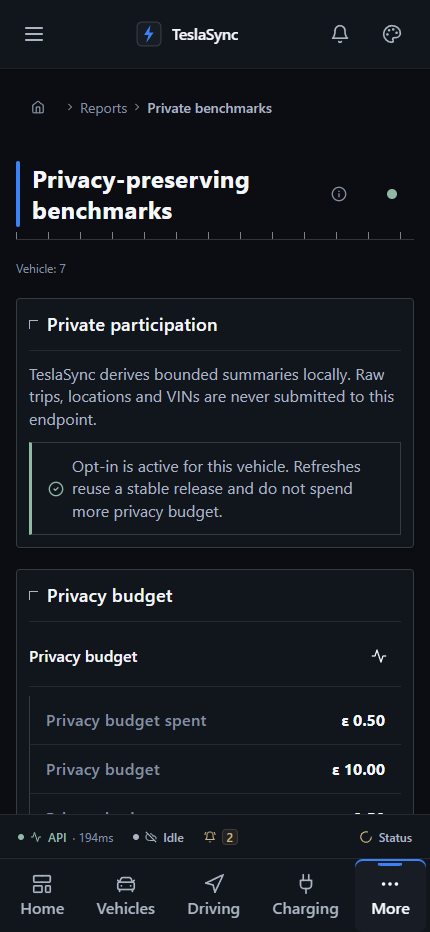 TeslaSync
Reports
Private benchmarks
Privacy-preserving
benchmarks
Vehicle: 7
Private participation
TeslaSync derives bounded summaries locally. Raw
trips, locations and VINs are never submitted to this
endpoint.
Opt-in is active for this vehicle. Refreshes
reuse a stable release and do not spend
more privacy budget.
Privacy budget
Privacy budget
Privacy budget spent
ε 0.50
Privacy budget
ε 10.00
API · 194ms
Idle
2
Status
Home
Vehicles
Driving
Charging
More